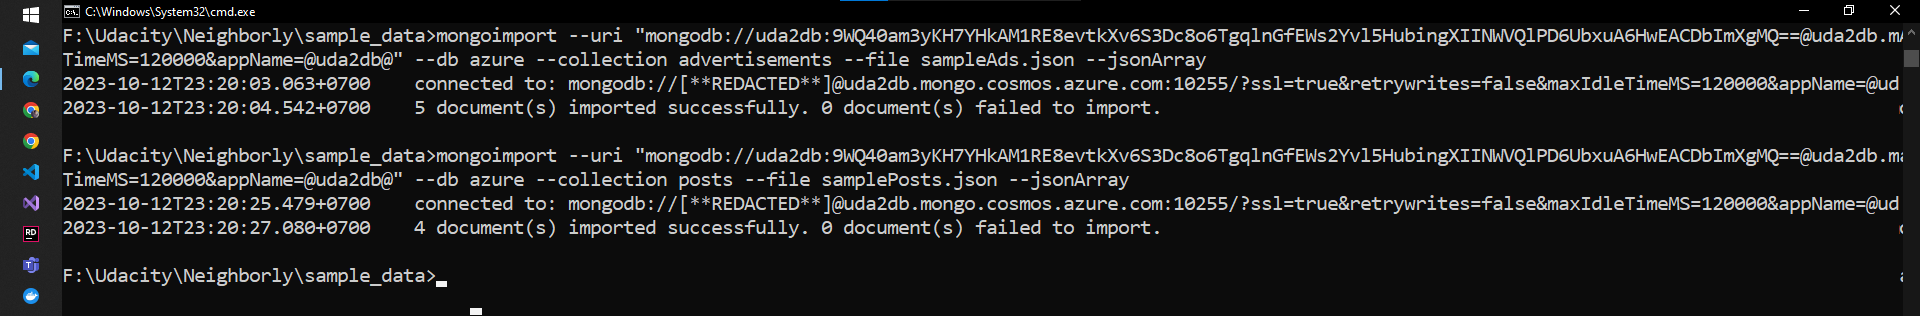 C:\Windows\System32\cmd.exe
F:\Udacity\Neighborly\sample_data>mongoimport --uri "mongodb://uda2db:9WQ40am3yKH7YHkAM1RE8evtkXv6S3Dc8o6TgqlnGfEWs2Yvl5HubingXIINWVQlPD6UbxuA6HwEACDbImXgMQ==@uda2db.m
TimeMS=120000&appName=@uda2db@" --db azure --collection advertisements --file sampleAds.json --jsonArray
2023-10-12T23:20:03.063+0700    connected to: mongodb://[**REDACTED**]@uda2db.mongo.cosmos.azure.com:10255/?ssl=true&retrywrites=false&maxIdleTimeMS=120000&appName=@ud
2023-10-12T23:20:04.542+0700    5 document(s) imported successfully. 0 document(s) failed to import.
F:\Udacity\Neighborly\sample_data>mongoimport --uri "mongodb://uda2db:9WQ40am3yKH7YHkAM1RE8evtkXv6S3Dc8o6TgqlnGfEWs2Yvl5HubingXIINWVQlPD6UbxuA6HwEACDbImXgMQ==@uda2db.m
TimeMS=120000&appName=@uda2db@" --db azure --collection posts --file samplePosts.json --jsonArray
2023-10-12T23:20:25.479+0700    connected to: mongodb://[**REDACTED**]@uda2db.mongo.cosmos.azure.com:10255/?ssl=true&retrywrites=false&maxIdleTimeMS=120000&appName=@ud
2023-10-12T23:20:27.080+0700    4 document(s) imported successfully. 0 document(s) failed to import.
F:\Udacity\Neighborly\sample_data>